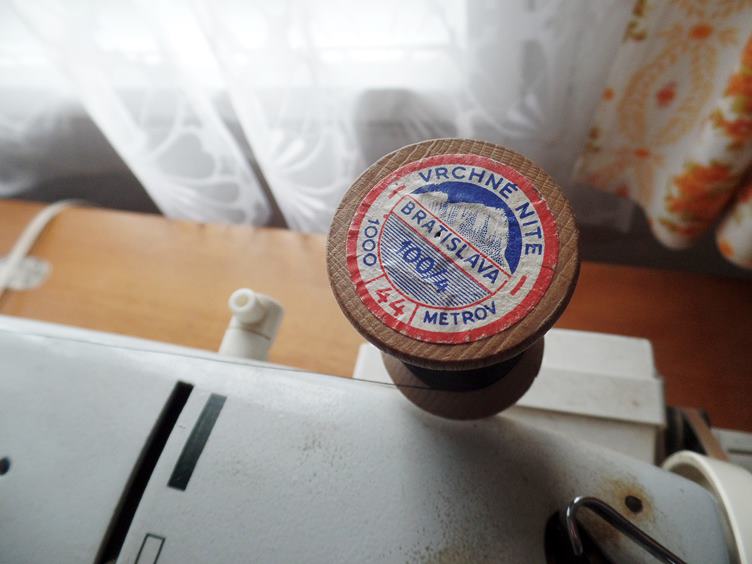 VRCHNÉ NITE
BRATISLAVA
100/4
1000
METROV
44